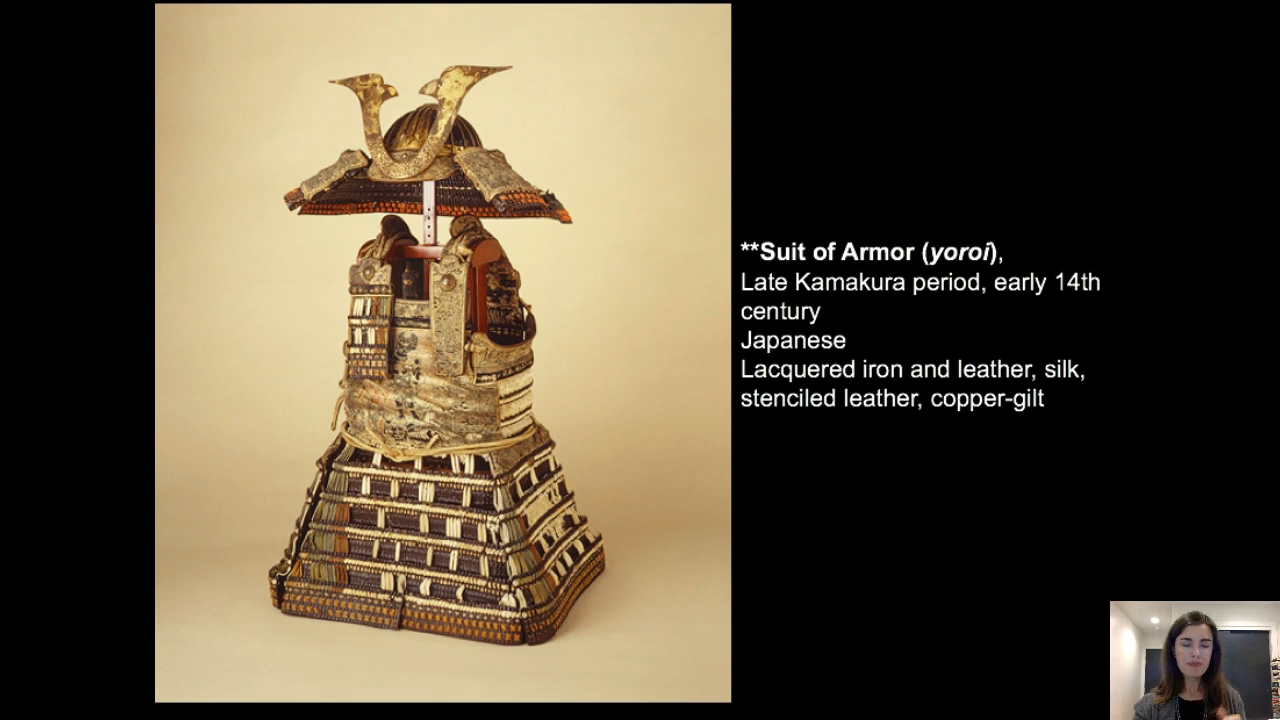 **Suit of Armor (yoroi),
Late Kamakura period, early 14th
century
Japanese
Lacquered iron and leather, silk,
stenciled leather, copper-gilt